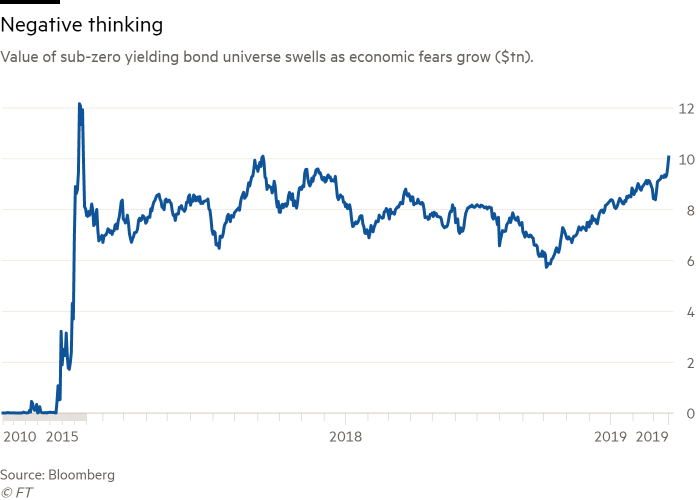 Negative thinking
Value of sub-zero yielding bond universe swells as economic fears grow ($tn).
12
10
8
6
4
2
0
2010 2015 2018 2019 2019
Source: Bloomberg
© FT